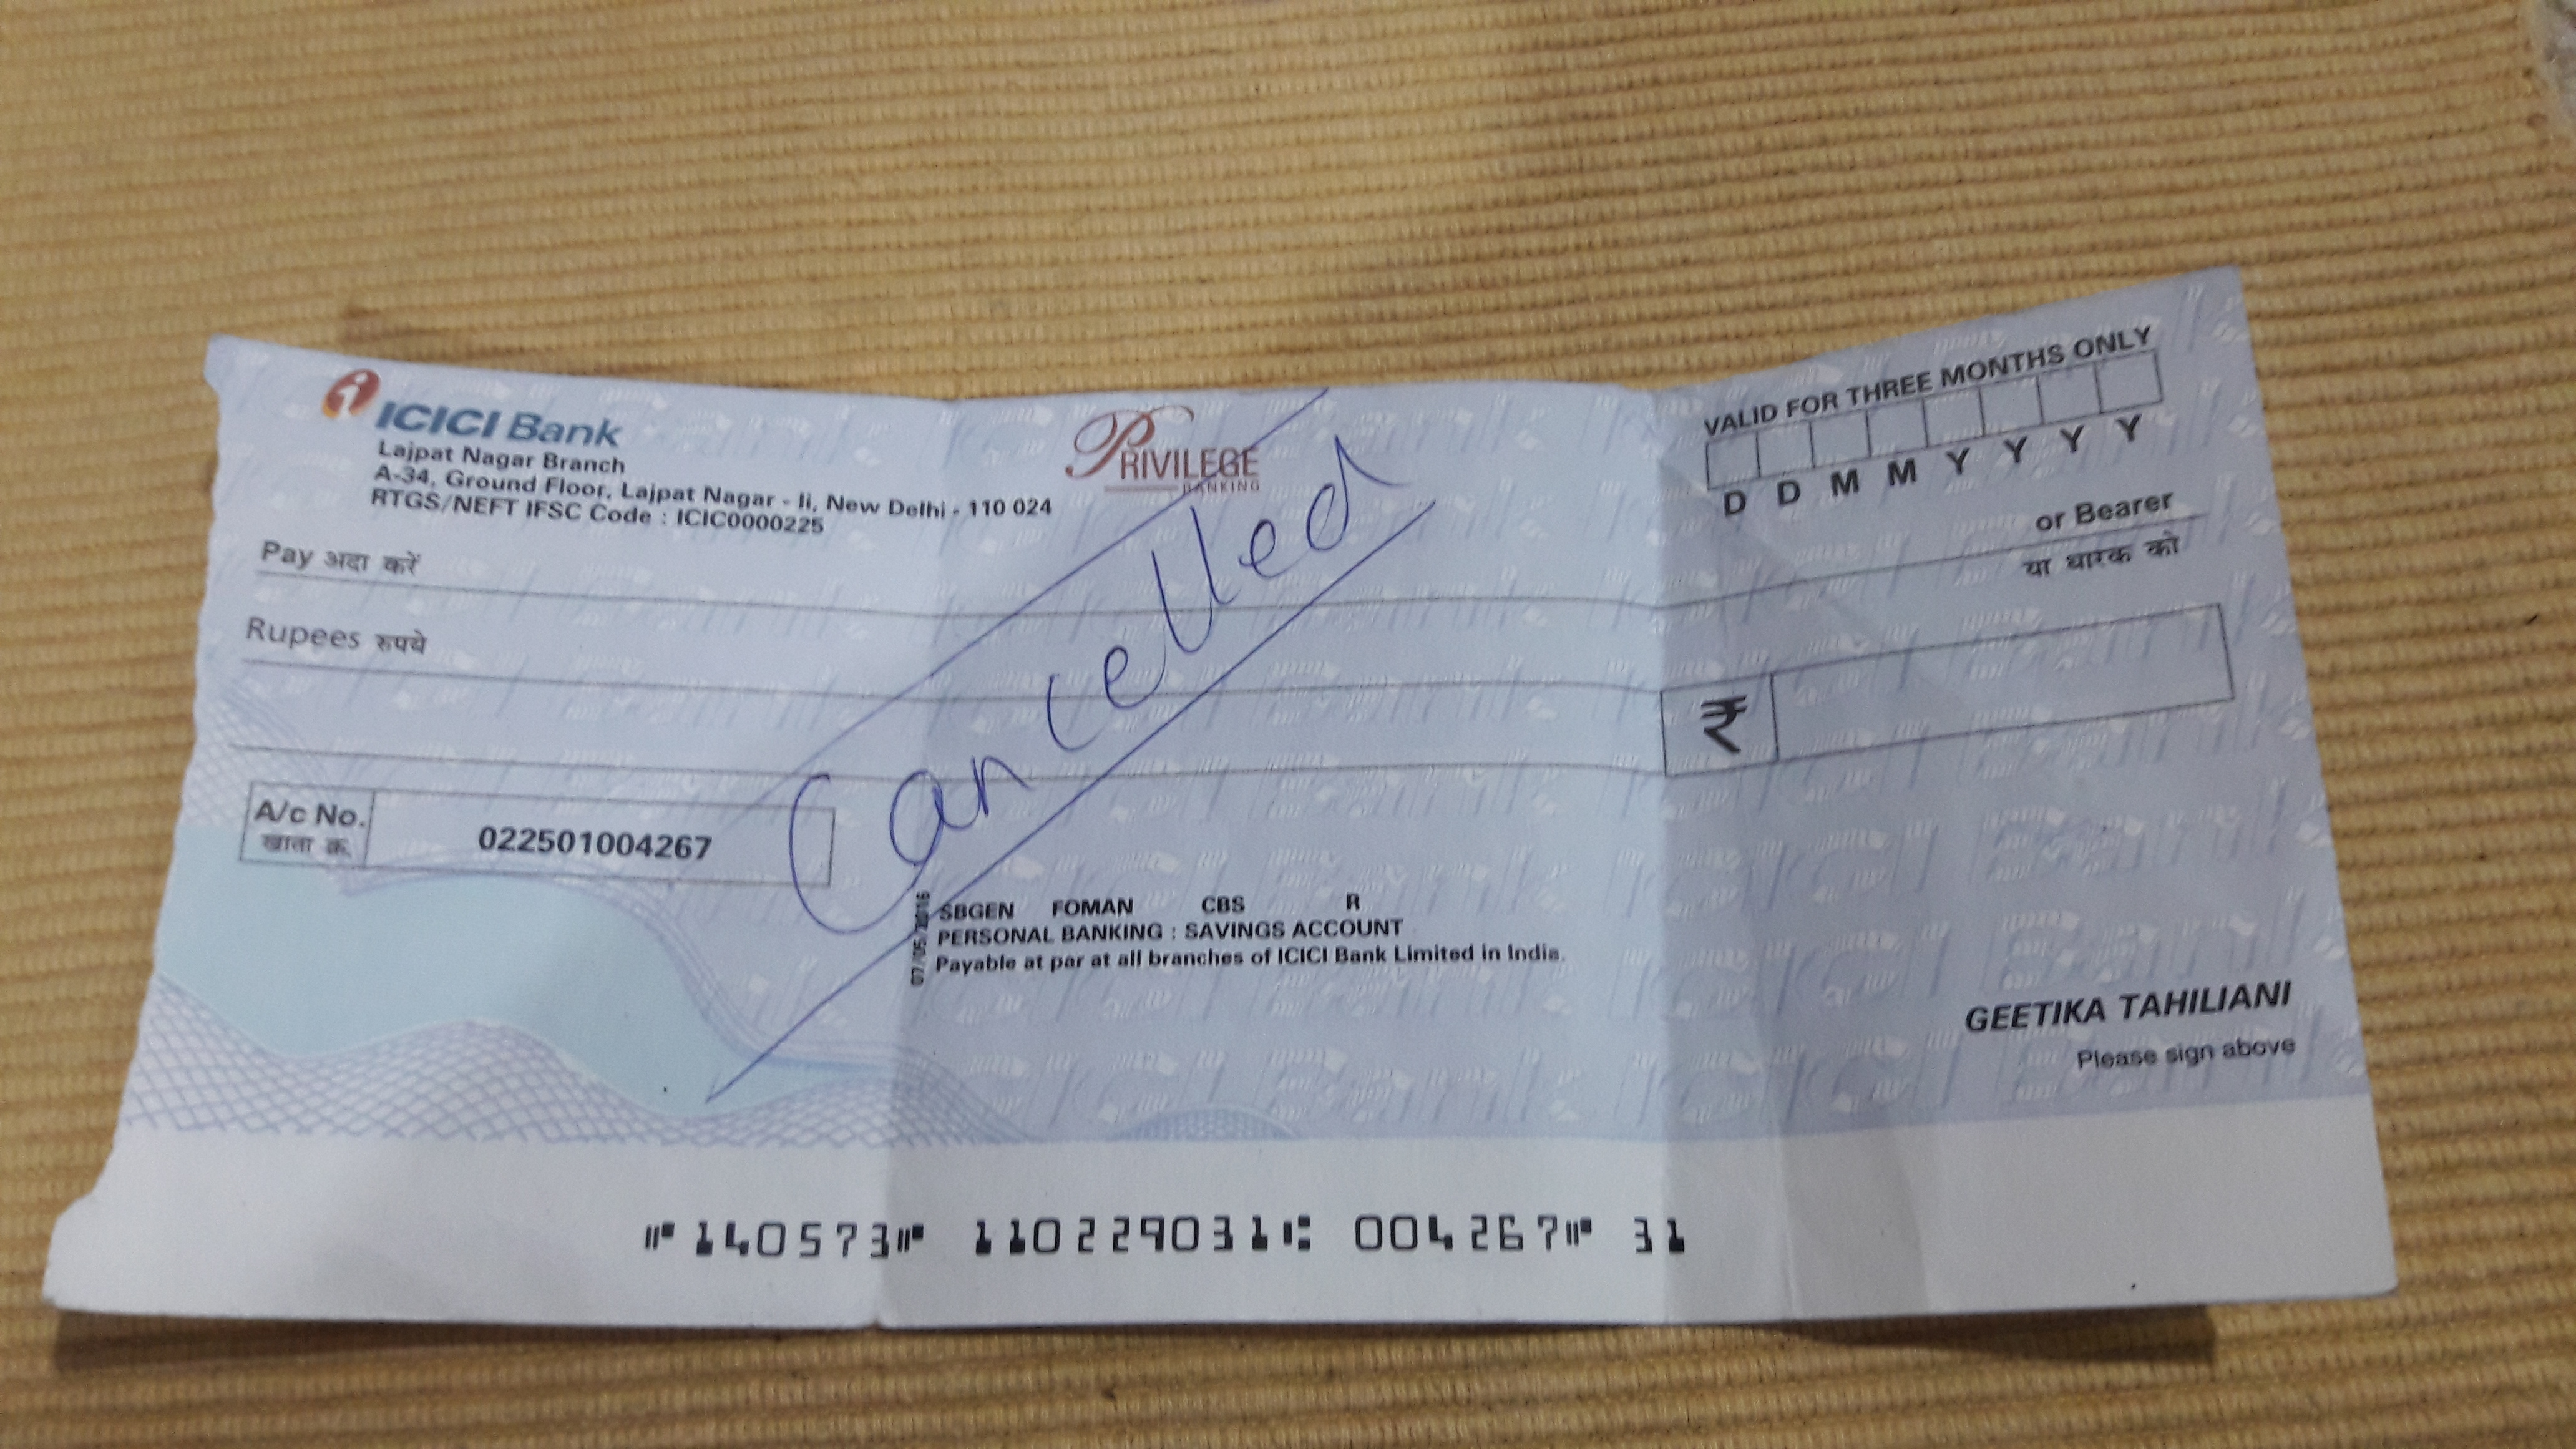 ICICI Bank
Lajpat Nagar Branch
A-34, Ground Floor, Lajpat Nagar - Ii, New Delhi - 110 024
RTGS/NEFT IFSC Code : ICIC0000225
PRIVILEGE
BANKING
VALID FOR THREE MONTHS ONLY
D D M M Y Y Y Y
Pay अदा करें
or Bearer
या धारक को
Rupees रुपये
₹
Cancelled
A/c No.
खाता क्र.
022501004267
07/05/2016
SBGEN FOMAN CBS R
PERSONAL BANKING : SAVINGS ACCOUNT
Payable at par at all branches of ICICI Bank Limited in India.
GEETIKA TAHILIANI
Please sign above
⑈140573⑈ 110229031⑆ 004267⑈ 31